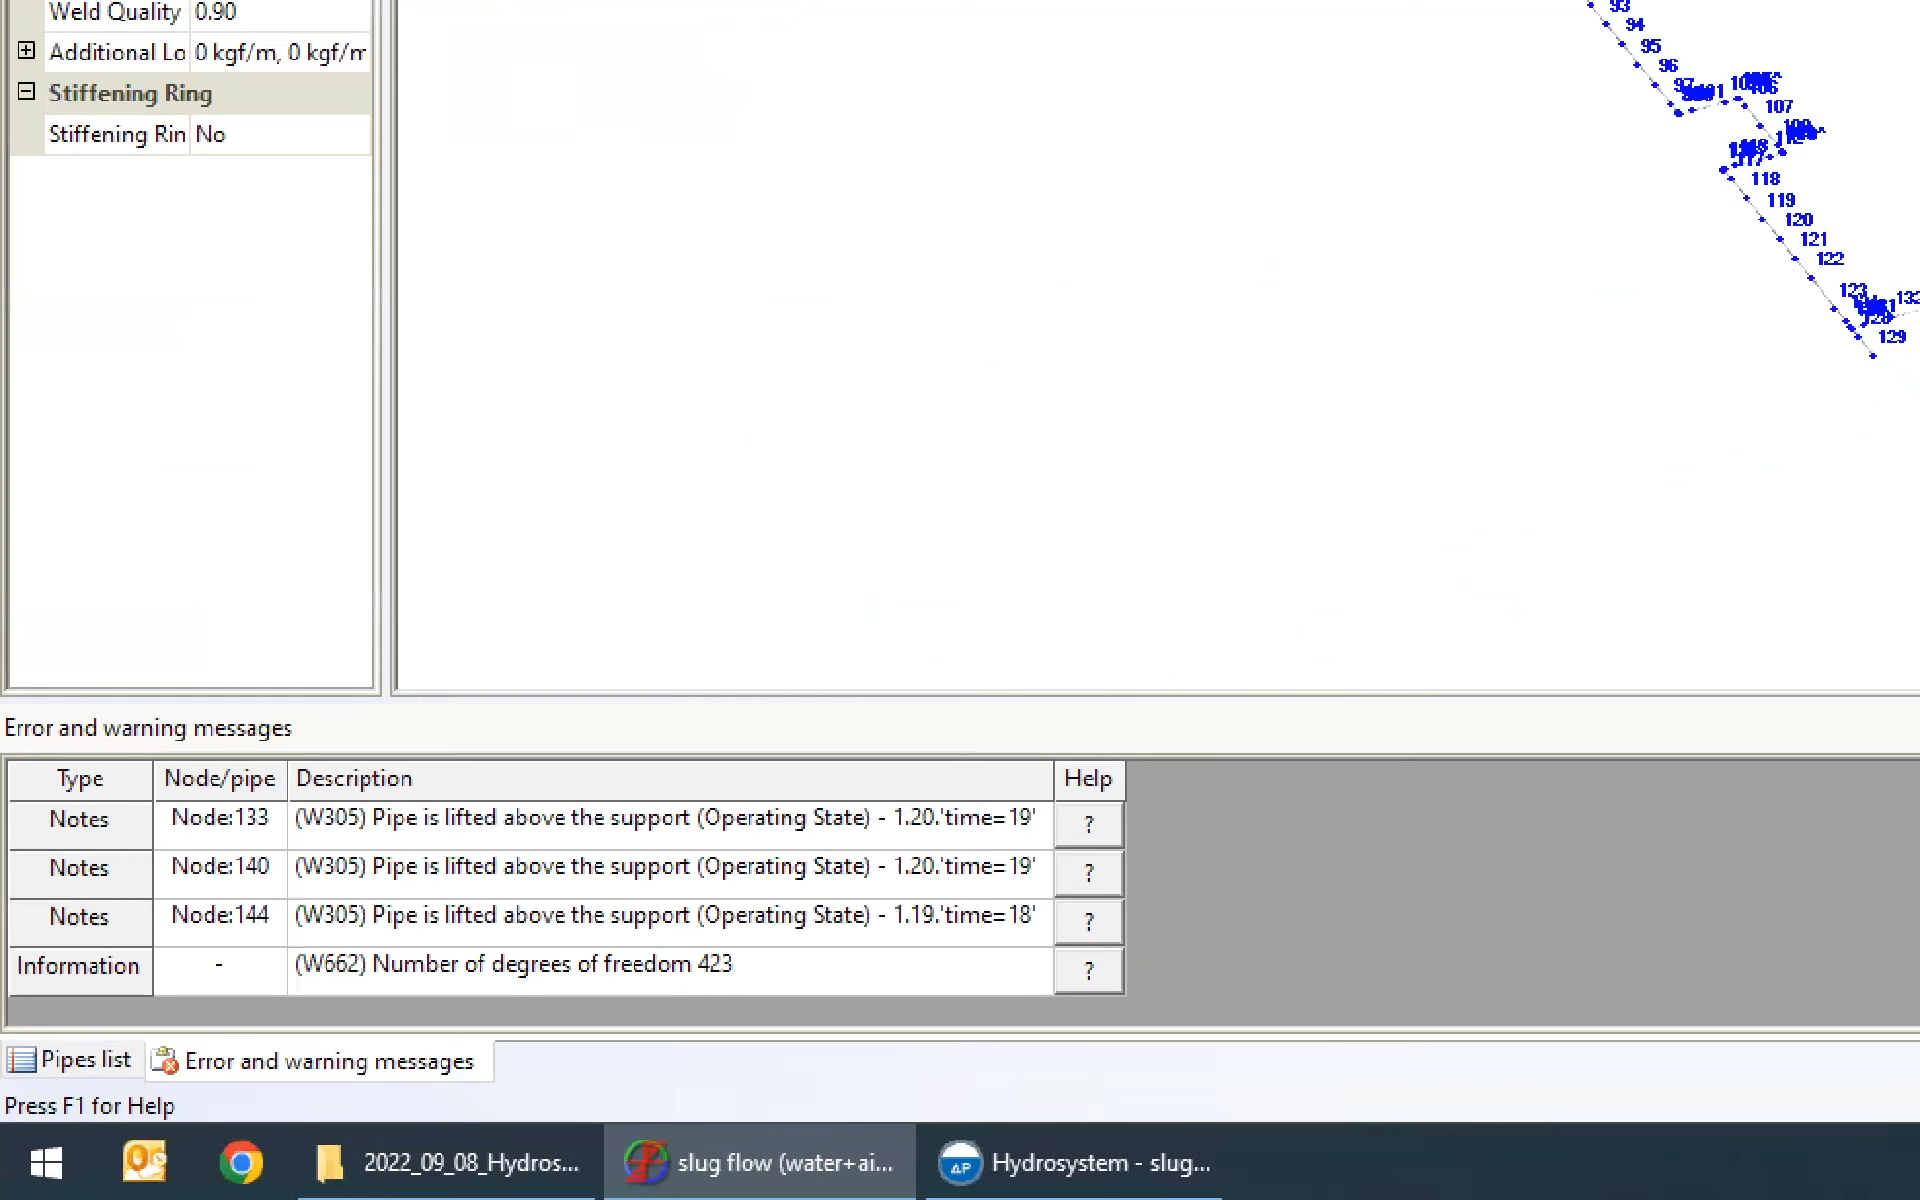 Weld Quality 0.90
Additional Lo 0 kgf/m, 0 kgf/m
Stiffening Ring
Stiffening Rin No
93
94
95
96
97
107
118
119
120
121
122
123
129
Error and warning messages
Type Node/pipe Description Help
Notes Node:133 (W305) Pipe is lifted above the support (Operating State) - 1.20.'time=19' ?
Notes Node:140 (W305) Pipe is lifted above the support (Operating State) - 1.20.'time=19' ?
Notes Node:144 (W305) Pipe is lifted above the support (Operating State) - 1.19.'time=18' ?
Information - (W662) Number of degrees of freedom 423 ?
Pipes list Error and warning messages
Press F1 for Help
2022_09_08_Hydros... slug flow (water+ai... ΔP Hydrosystem - slug...